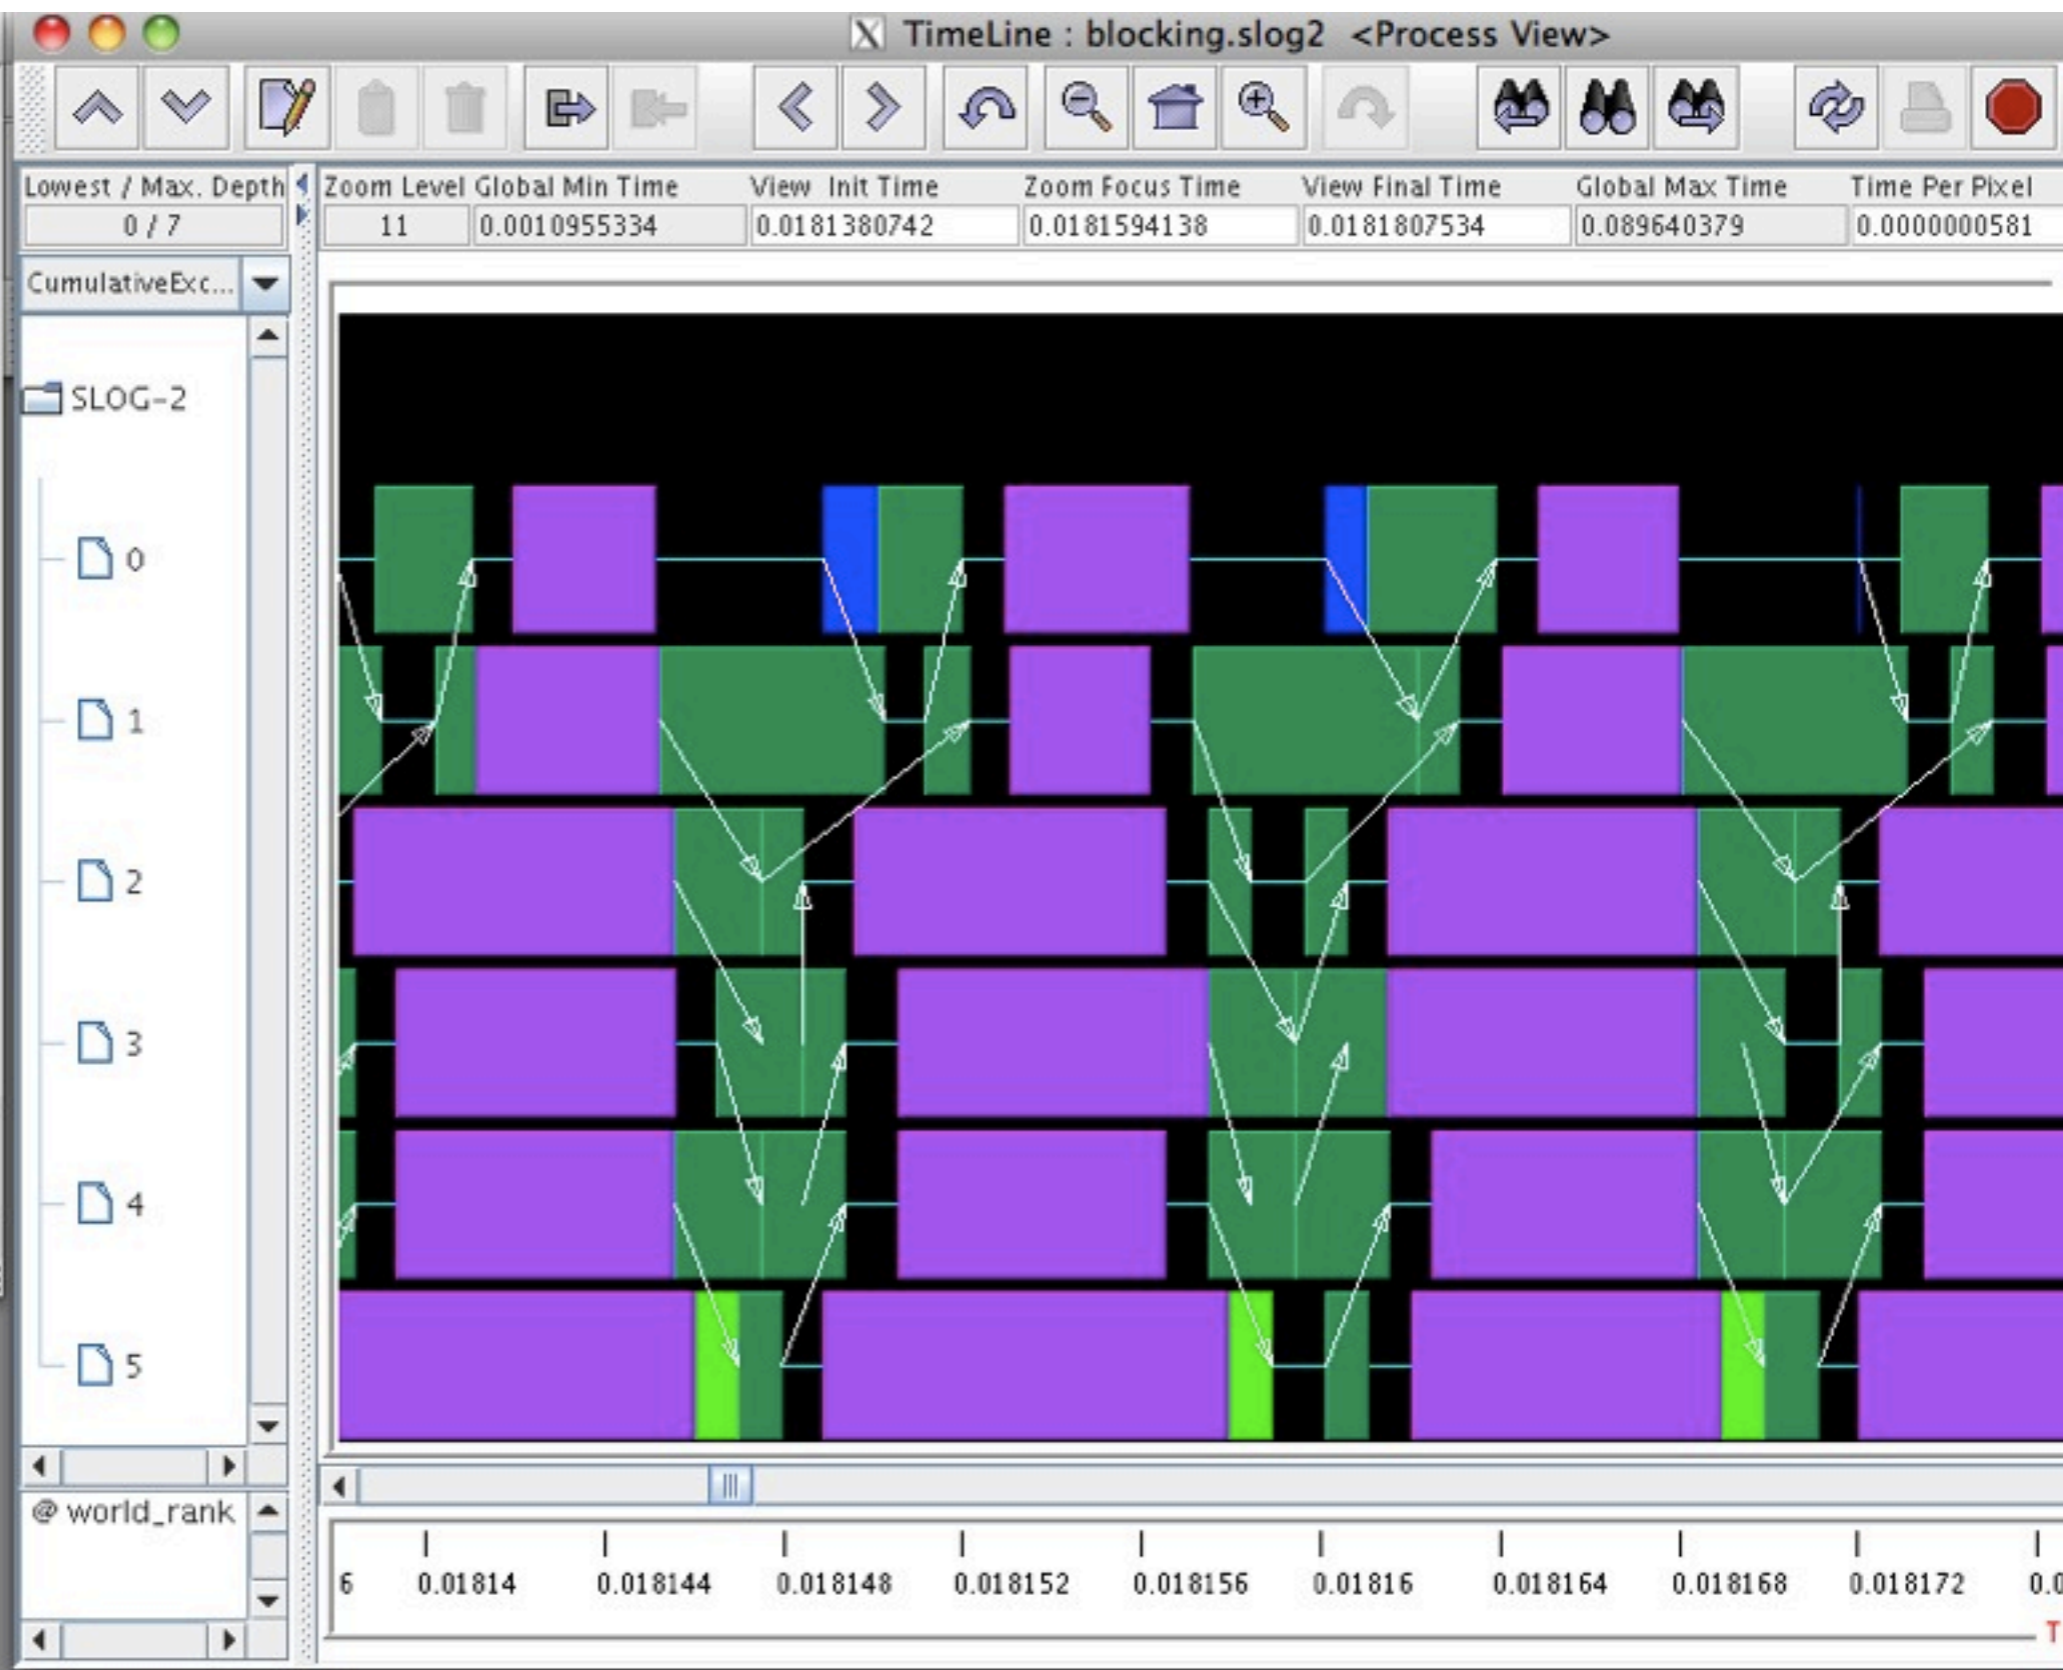 TimeLine : blocking.slog2 <Process View>
Lowest / Max. Depth Zoom Level Global Min Time View Init Time Zoom Focus Time View Final Time Global Max Time Time Per Pixel
0 / 7 11 0.0010955334 0.0181380742 0.0181594138 0.0181807534 0.089640379 0.0000000581
CumulativeExc...
SLOG-2
0
1
2
3
4
5
@ world_rank
6 0.01814 0.018144 0.018148 0.018152 0.018156 0.01816 0.018164 0.018168 0.018172 0.0
T